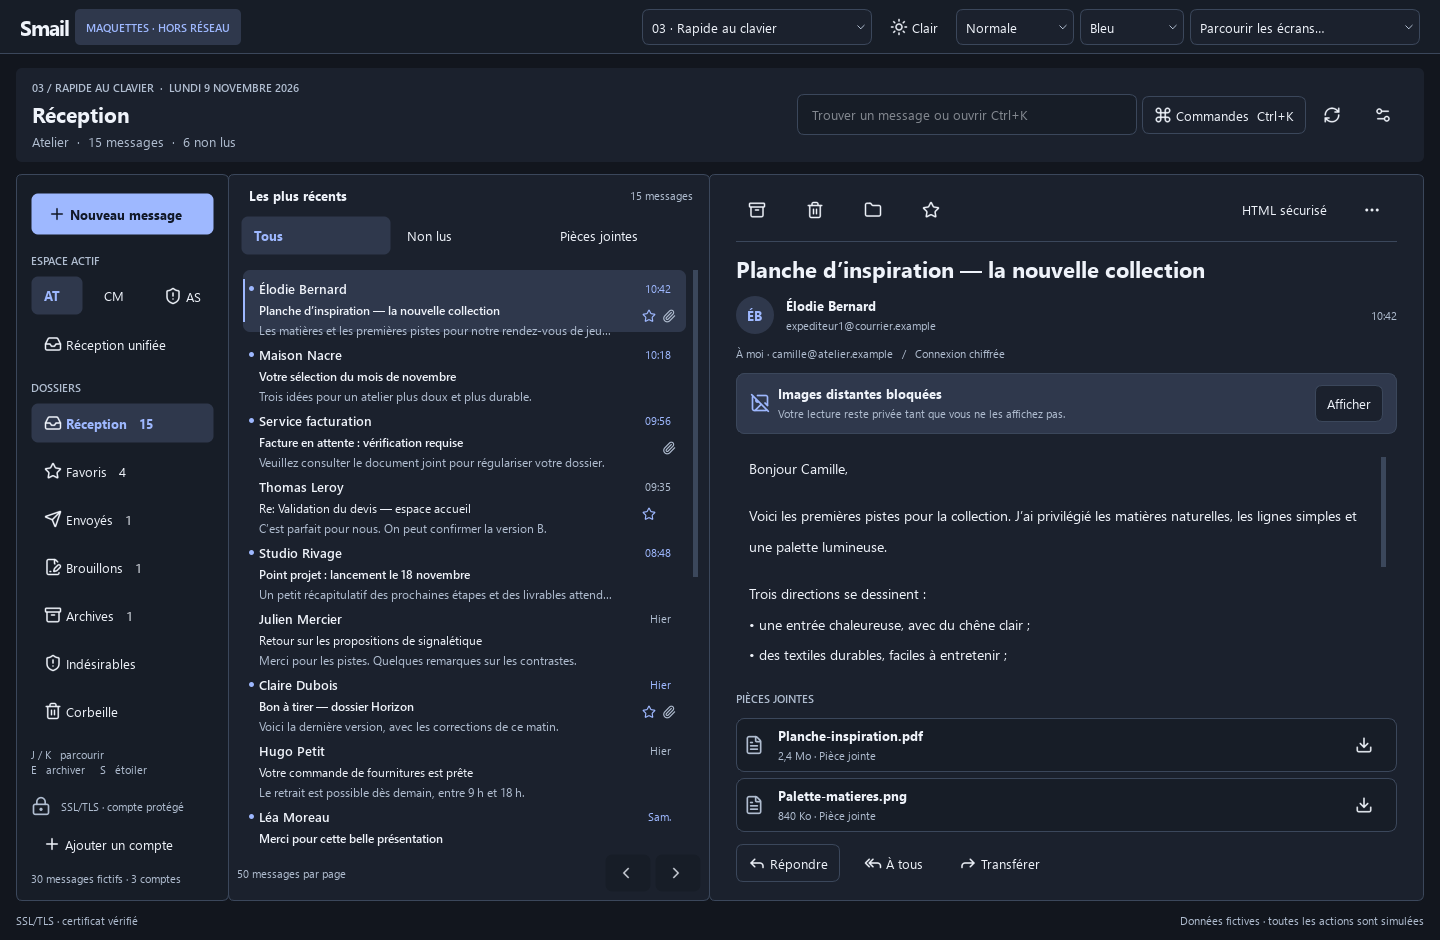 Smail
MAQUETTES · HORS RÉSEAU
03 · Rapide au clavier
Clair
Normale
Bleu
Parcourir les écrans…
03 / RAPIDE AU CLAVIER · LUNDI 9 NOVEMBRE 2026
Réception
Atelier · 15 messages · 6 non lus
Trouver un message ou ouvrir Ctrl+K
Commandes Ctrl+K
Nouveau message
ESPACE ACTIF
AT
CM
AS
Réception unifiée
DOSSIERS
Réception 15
Favoris 4
Envoyés 1
Brouillons 1
Archives 1
Indésirables
Corbeille
J / K parcourir
E archiver S étoiler
SSL/TLS · compte protégé
Ajouter un compte
30 messages fictifs · 3 comptes
Les plus récents
15 messages
Tous
Non lus
Pièces jointes
Élodie Bernard 10:42
Planche d’inspiration — la nouvelle collection
Les matières et les premières pistes pour notre rendez-vous de jeu…
Maison Nacre 10:18
Votre sélection du mois de novembre
Trois idées pour un atelier plus doux et plus durable.
Service facturation 09:56
Facture en attente : vérification requise
Veuillez consulter le document joint pour régulariser votre dossier.
Thomas Leroy 09:35
Re: Validation du devis — espace accueil
C’est parfait pour nous. On peut confirmer la version B.
Studio Rivage 08:48
Point projet : lancement le 18 novembre
Un petit récapitulatif des prochaines étapes et des livrables attend…
Julien Mercier Hier
Retour sur les propositions de signalétique
Merci pour les pistes. Quelques remarques sur les contrastes.
Claire Dubois Hier
Bon à tirer — dossier Horizon
Voici la dernière version, avec les corrections de ce matin.
Hugo Petit Hier
Votre commande de fournitures est prête
Le retrait est possible dès demain, entre 9 h et 18 h.
Léa Moreau Sam.
Merci pour cette belle présentation
50 messages par page
HTML sécurisé
Planche d’inspiration — la nouvelle collection
ÉB
Élodie Bernard
expediteur1@courrier.example
10:42
À moi · camille@atelier.example / Connexion chiffrée
Images distantes bloquées
Votre lecture reste privée tant que vous ne les affichez pas.
Afficher
Bonjour Camille,
Voici les premières pistes pour la collection. J’ai privilégié les matières naturelles, les lignes simples et
une palette lumineuse.
Trois directions se dessinent :
• une entrée chaleureuse, avec du chêne clair ;
• des textiles durables, faciles à entretenir ;
PIÈCES JOINTES
Planche-inspiration.pdf
2,4 Mo · Pièce jointe
Palette-matieres.png
840 Ko · Pièce jointe
Répondre
À tous
Transférer
SSL/TLS · certificat vérifié
Données fictives · toutes les actions sont simulées